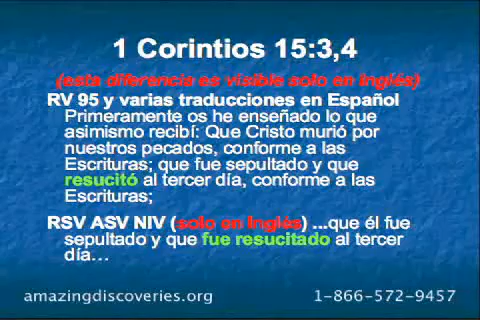 1 Corintios 15:3,4
(esta diferencia es visible solo en Inglés)
RV 95 y varias traducciones en Español
Primeramente os he enseñado lo que
asimismo recibí: Que Cristo murió por
nuestros pecados, conforme a las
Escrituras; que fue sepultado y que
resucitó al tercer día, conforme a las
Escrituras;
RSV ASV NIV (solo en Inglés) ...que él fue
sepultado y que fue resucitado al tercer
día...
amazingdiscoveries.org 1-866-572-9457